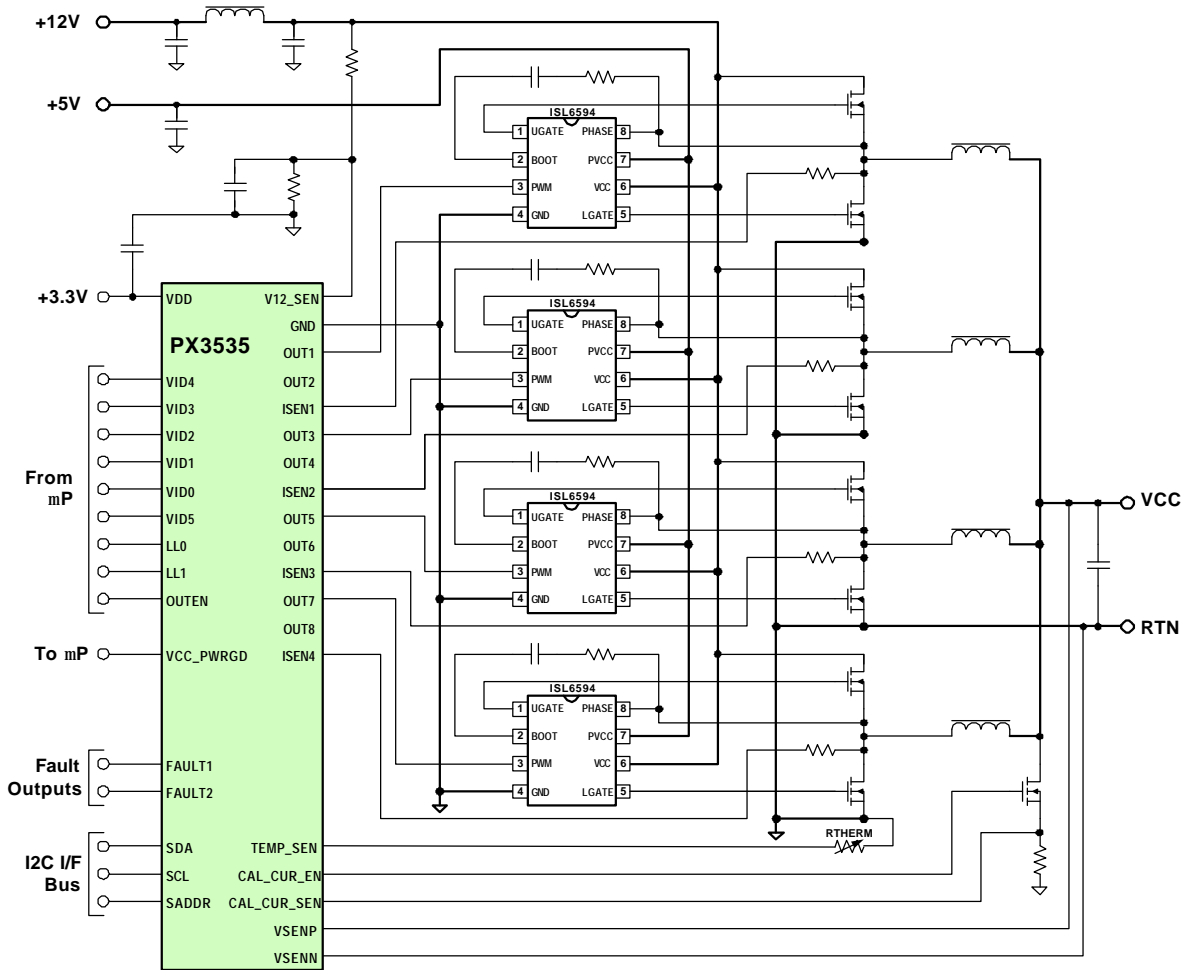 +12V
+5V
+3.3V
PX3535
VDD
V12_SEN
GND
OUT1
VID4
OUT2
VID3
ISEN1
VID2
OUT3
VID1
OUT4
VID0
ISEN2
VID5
OUT5
LL0
OUT6
LL1
ISEN3
OUTEN
OUT7
OUT8
VCC_PWRGD
ISEN4
FAULT1
FAULT2
SDA
TEMP_SEN
SCL
CAL_CUR_EN
SADDR
CAL_CUR_SEN
VSENP
VSENN
From
mP
To mP
Fault
Outputs
I2C I/F
Bus
ISL6594
1 UGATE PHASE 8
2 BOOT PVCC 7
3 PWM VCC 6
4 GND LGATE 5
ISL6594
1 UGATE PHASE 8
2 BOOT PVCC 7
3 PWM VCC 6
4 GND LGATE 5
ISL6594
1 UGATE PHASE 8
2 BOOT PVCC 7
3 PWM VCC 6
4 GND LGATE 5
ISL6594
1 UGATE PHASE 8
2 BOOT PVCC 7
3 PWM VCC 6
4 GND LGATE 5
RTHERM
VCC
RTN